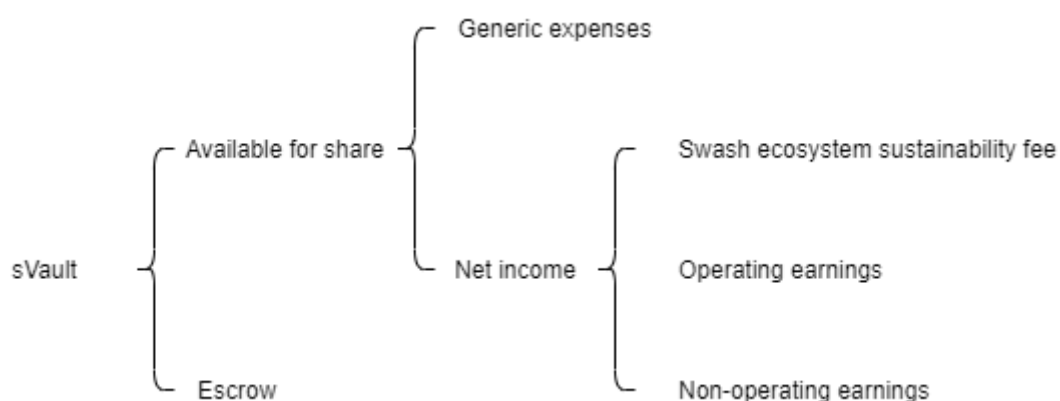 Generic expenses
Available for share
Swash ecosystem sustainability fee
sVault
Net income
Operating earnings
Escrow
Non-operating earnings